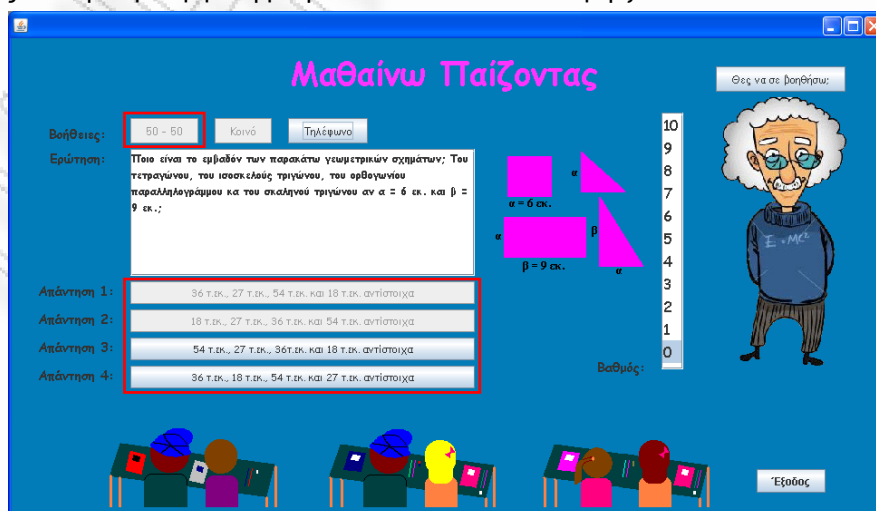 Μαθαίνω Παίζοντας
Θες να σε βοηθήσω;
Βοήθειες:
50 - 50
Κοινό
Τηλέφωνο
Ερώτηση:
Ποιο είναι το εμβαδόν των παρακάτω γεωμετρικών σχημάτων; Του
τετραγώνου, του ισοσκελούς τριγώνου, του ορθογωνίου
παραλληλογράμμου κα του σκαληνού τριγώνου αν α = 6 εκ. και β =
9 εκ.;
α = 6 εκ.
α
α
β = 9 εκ.
β
α
10
9
8
7
6
5
4
3
2
1
0
Βαθμός:
E=MC²
Απάντηση 1:
36 τ.εκ., 27 τ.εκ., 54 τ.εκ. και 18 τ.εκ. αντίστοιχα
Απάντηση 2:
18 τ.εκ., 27 τ.εκ., 36 τ.εκ. και 54 τ.εκ. αντίστοιχα
Απάντηση 3:
54 τ.εκ., 27 τ.εκ., 36τ.εκ. και 18 τ.εκ. αντίστοιχα
Απάντηση 4:
36 τ.εκ., 18 τ.εκ., 54 τ.εκ. και 27 τ.εκ. αντίστοιχα
Έξοδος